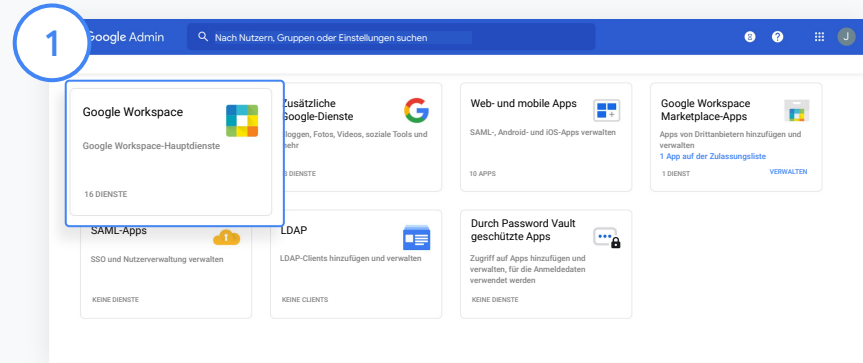 1
Google Admin
Nach Nutzern, Gruppen oder Einstellungen suchen
J
Google Workspace
Google Workspace-Hauptdienste
16 DIENSTE
Zusätzliche
Google-Dienste
Bloggen, Fotos, Videos, soziale Tools und
mehr
DIENSTE
Web- und mobile Apps
SAML-, Android- und iOS-Apps verwalten
10 APPS
Google Workspace
Marketplace-Apps
Apps von Drittanbietern hinzufügen und
verwalten
1 App auf der Zulassungsliste
1 DIENST
VERWALTEN
SAML-Apps
SSO und Nutzerverwaltung verwalten
KEINE DIENSTE
LDAP
LDAP-Clients hinzufügen und verwalten
KEINE CLIENTS
Durch Password Vault
geschützte Apps
Zugriff auf Apps hinzufügen und
verwalten, für die Anmeldedaten
verwendet werden
KEINE DIENSTE